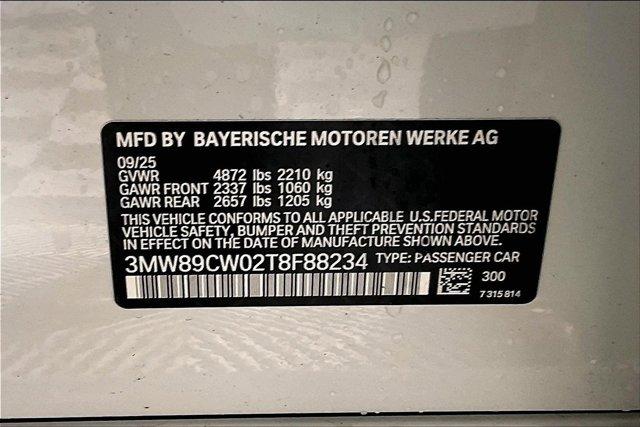 MFD BY BAYERISCHE MOTOREN WERKE AG
09/25
GVWR 4872 lbs 2210 kg
GAWR FRONT 2337 lbs 1060 kg
GAWR REAR 2657 lbs 1205 kg
THIS VEHICLE CONFORMS TO ALL APPLICABLE U.S.FEDERAL MOTOR
VEHICLE SAFETY, BUMPER AND THEFT PREVENTION STANDARDS
IN EFFECT ON THE DATE OF MANUFACTURE SHOWN ABOVE.
3MW89CW02T8F88234 TYPE: PASSENGER CAR
300
7 315 814